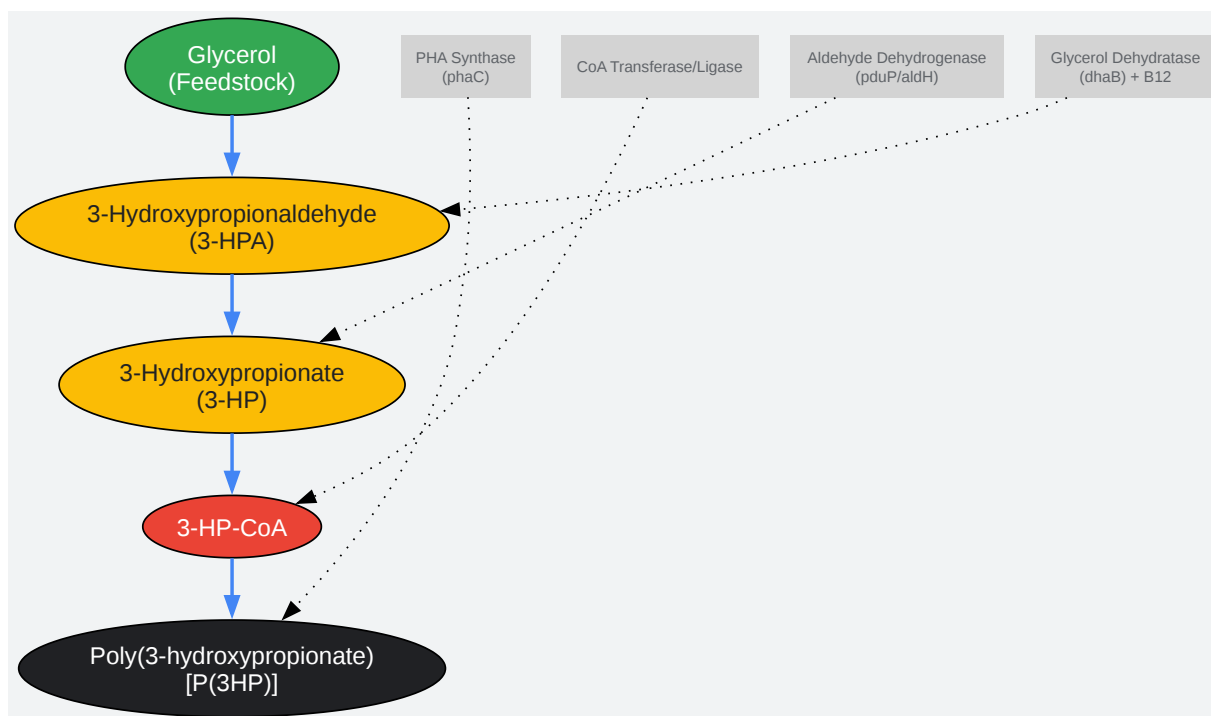 Glycerol
(Feedstock)
PHA Synthase
(phaC)
CoA Transferase/Ligase
Aldehyde Dehydrogenase
(pduP/aldH)
Glycerol Dehydratase
(dhaB) + B12
3-Hydroxypropionaldehyde
(3-HPA)
3-Hydroxypropionate
(3-HP)
3-HP-CoA
Poly(3-hydroxypropionate)
[P(3HP)]